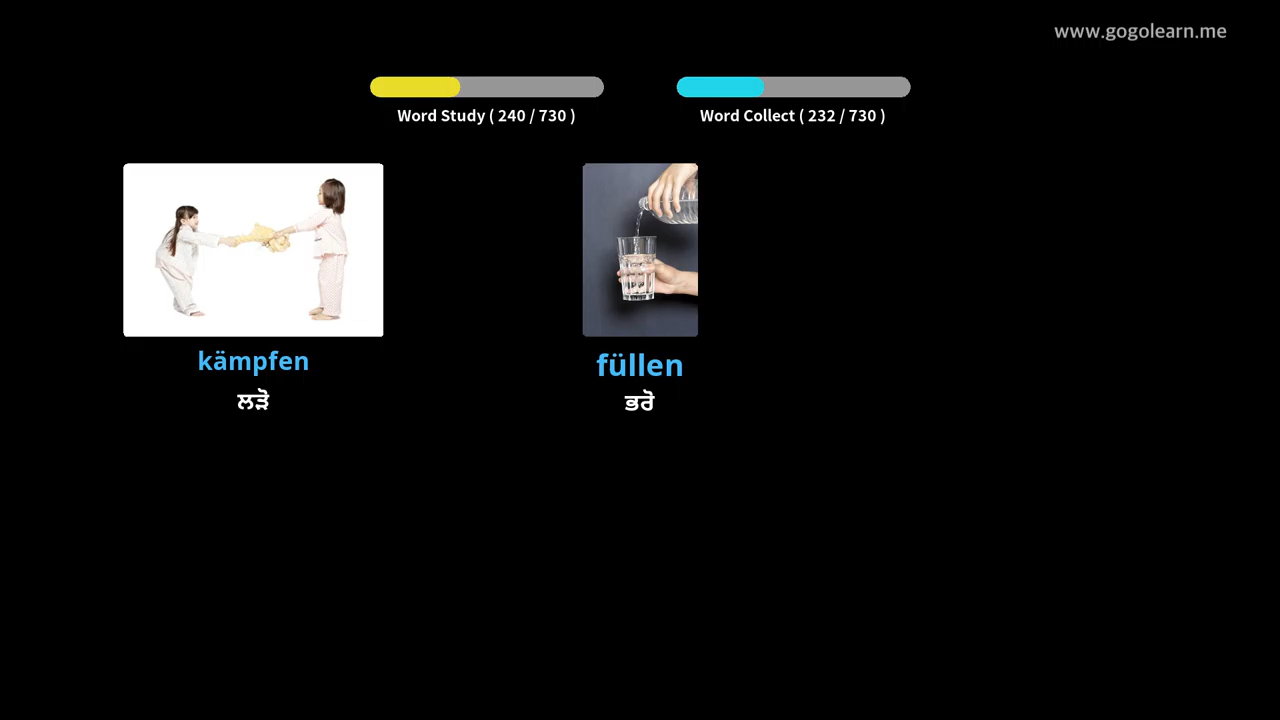 www.gogolearn.me
Word Study ( 240 / 730 )
Word Collect ( 232 / 730 )
kämpfen
ਲੜੋ
füllen
ਭਰੋ